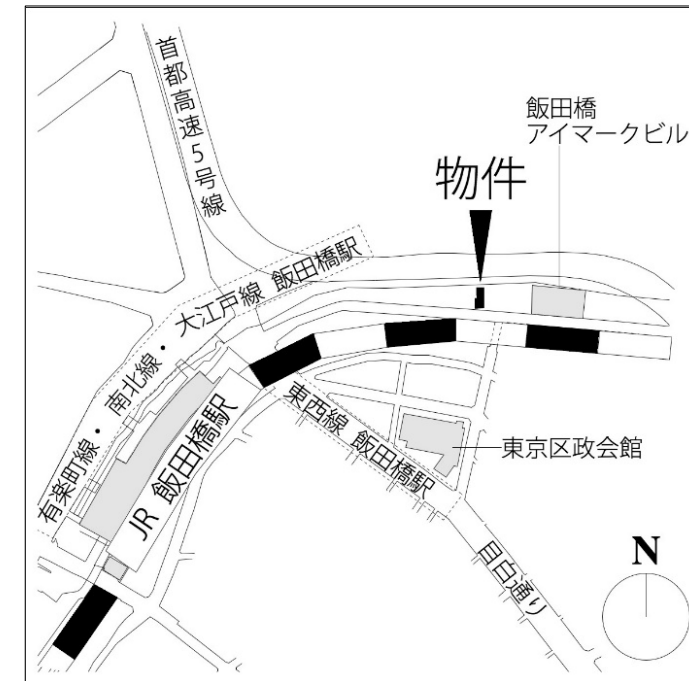 首都高速5号線
飯田橋
アイマークビル
物件
有楽町線・南北線・大江戸線 飯田橋駅
JR 飯田橋駅
東西線 飯田橋駅
東京区政会館
目白通り
N